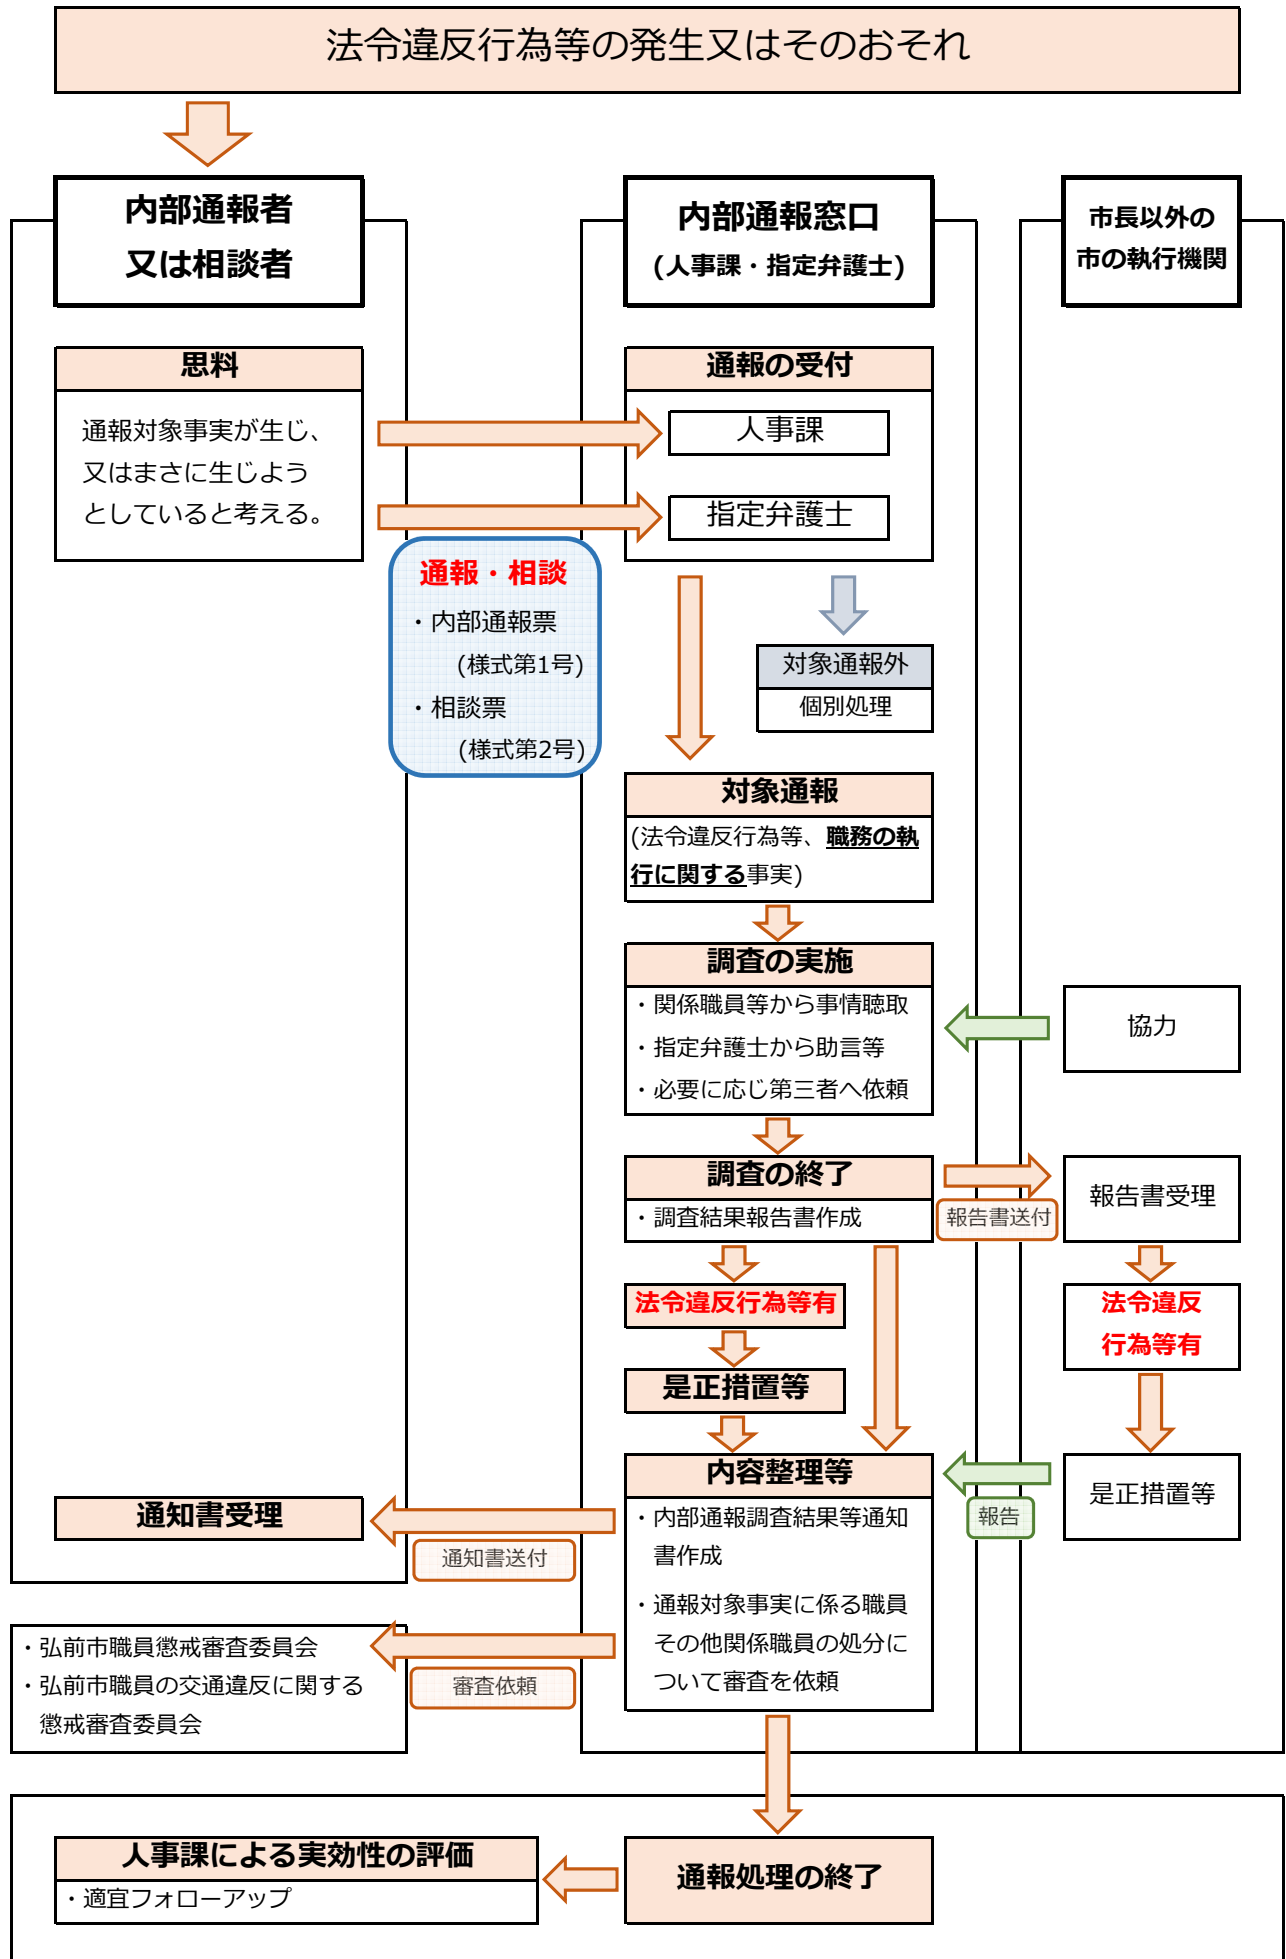 法令違反行為等の発生又はそのおそれ
内部通報者
又は相談者
内部通報窓口
(人事課・指定弁護士)
市長以外の
市の執行機関
思料
通報対象事実が生じ、
又はまさに生じよう
としていると考える。
通報の受付
人事課
指定弁護士
通報・相談
・内部通報票
(様式第1号)
・相談票
(様式第2号)
対象通報外
個別処理
対象通報
(法令違反行為等、職務の執
行に関する事実)
調査の実施
・関係職員等から事情聴取
・指定弁護士から助言等
・必要に応じ第三者へ依頼
協力
調査の終了
・調査結果報告書作成
報告書送付
報告書受理
法令違反行為等有
法令違反
行為等有
是正措置等
内容整理等
・内部通報調査結果等通知
書作成
・通報対象事実に係る職員
その他関係職員の処分に
ついて審査を依頼
報告
是正措置等
通知書受理
通知書送付
・弘前市職員懲戒審査委員会
・弘前市職員の交通違反に関する
懲戒審査委員会
審査依頼
人事課による実効性の評価
・適宜フォローアップ
通報処理の終了